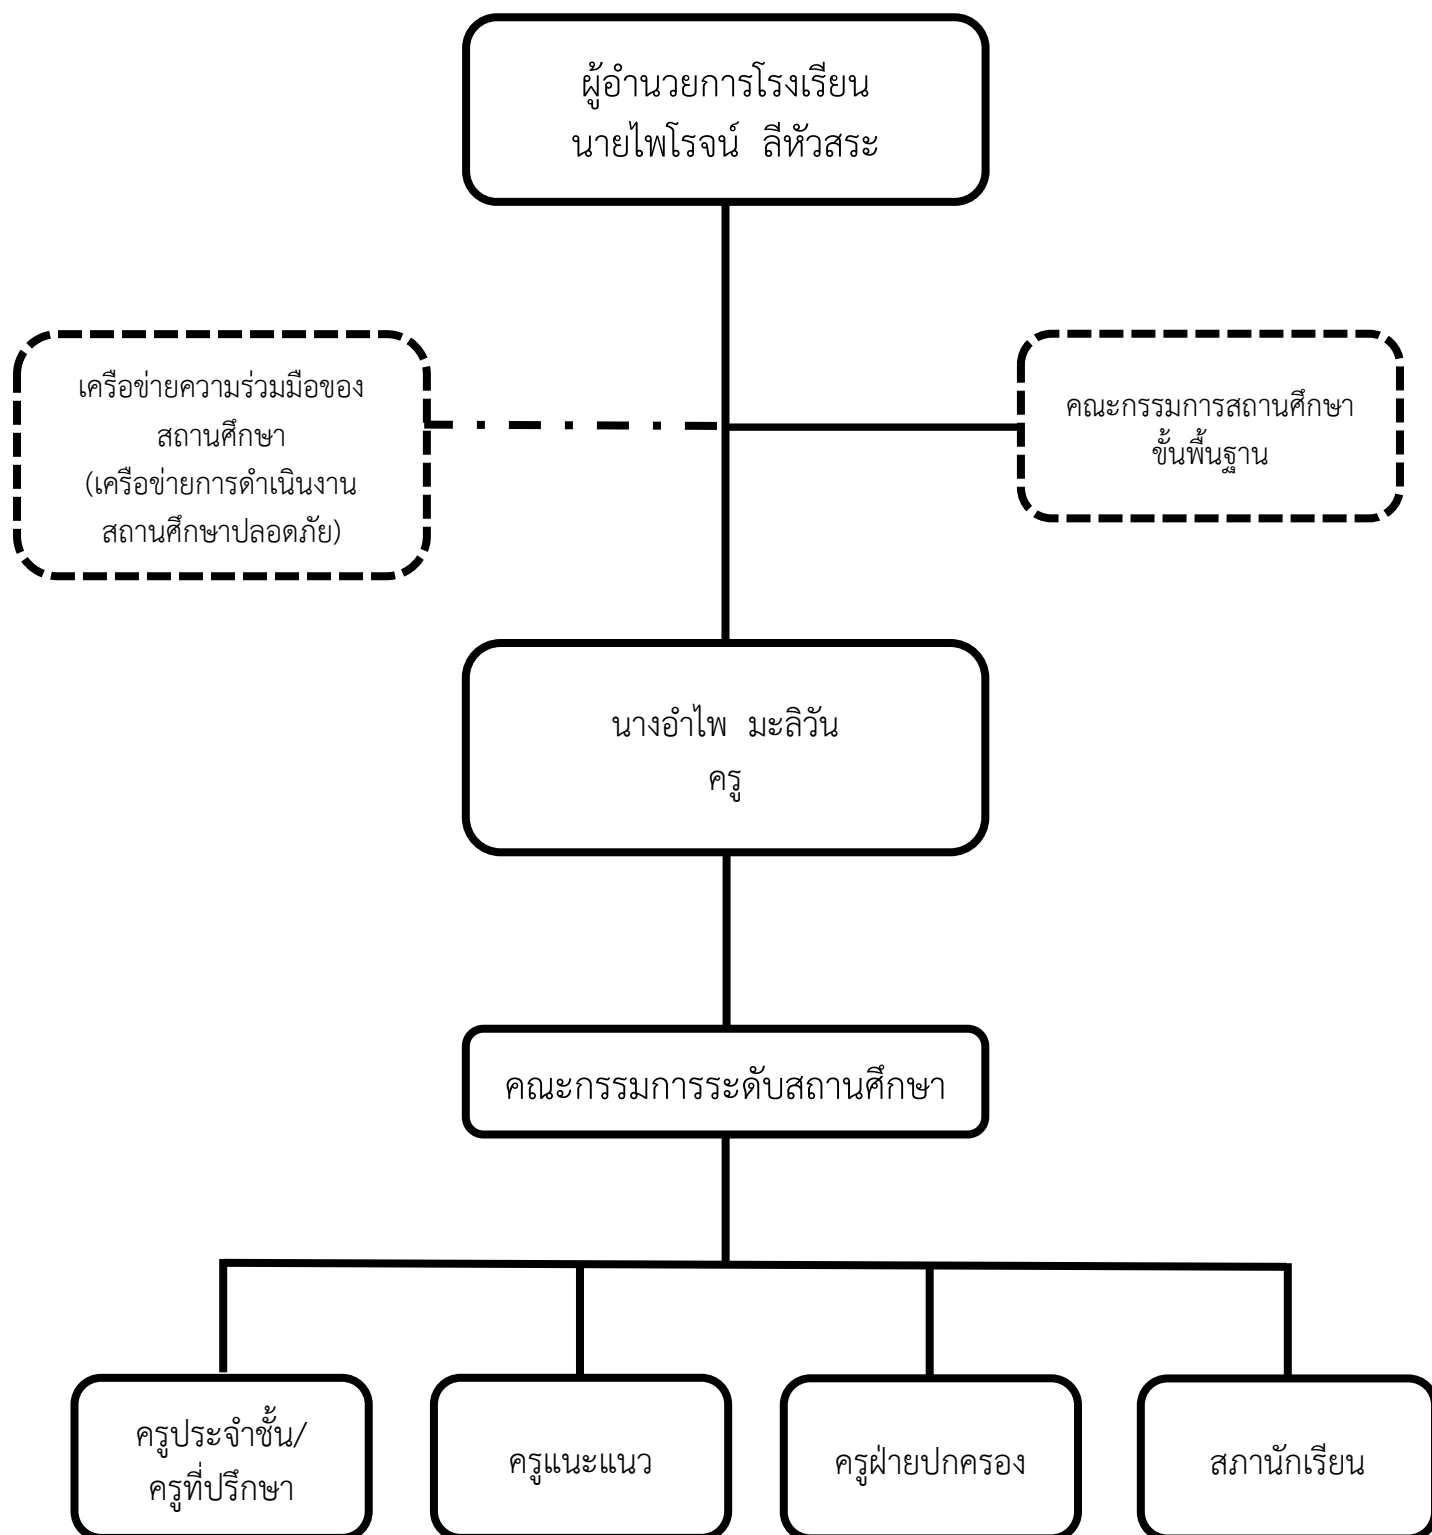 ผู้อำนวยการโรงเรียน
นายไพโรจน์ ลีหัวสระ
เครือข่ายความร่วมมือของ
สถานศึกษา
(เครือข่ายการดำเนินงาน
สถานศึกษาปลอดภัย)
คณะกรรมการสถานศึกษา
ขั้นพื้นฐาน
นางอำไพ มะลิวัน
ครู
คณะกรรมการระดับสถานศึกษา
ครูประจำชั้น/
ครูที่ปรึกษา
ครูแนะแนว
ครูฝ่ายปกครอง
สภานักเรียน